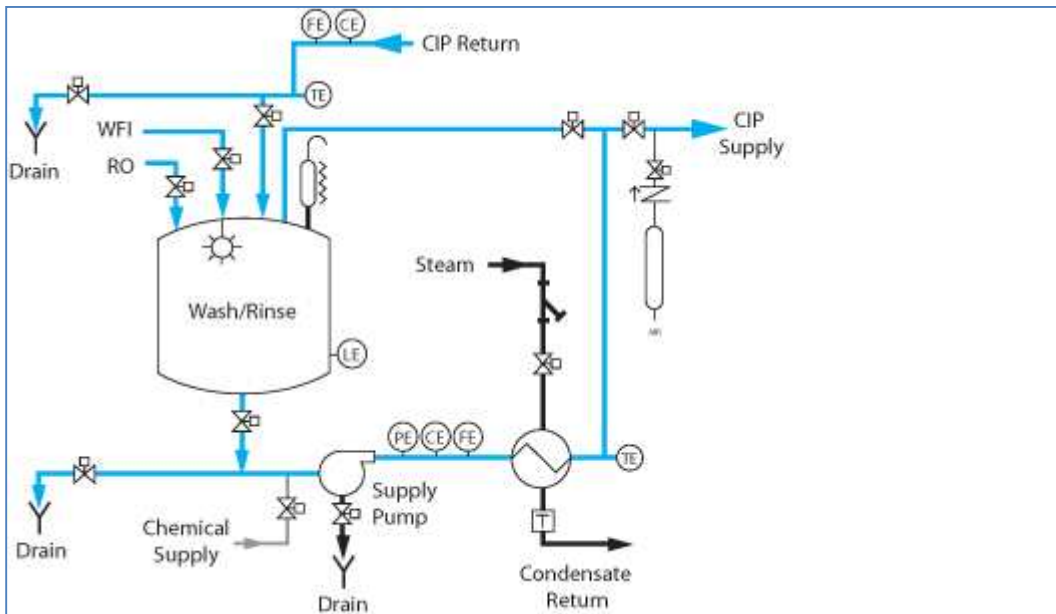 FE
CE
CIP Return
TE
WFI
RO
Drain
CIP
Supply
Steam
Wash/Rinse
LE
PE
CE
FE
TE
Supply
Pump
T
Chemical
Supply
Drain
Drain
Condensate
Return